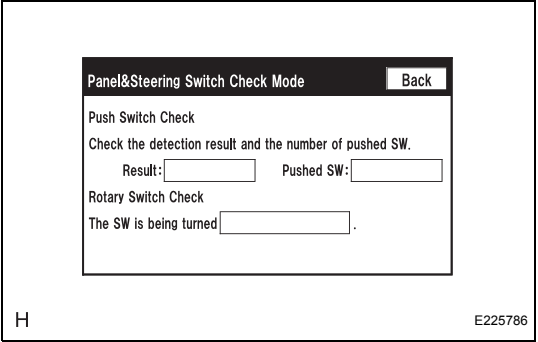 Panel&Steering Switch Check Mode Back
Push Switch Check
Check the detection result and the number of pushed SW.
Result: Pushed SW:
Rotary Switch Check
The SW is being turned .
H E225786